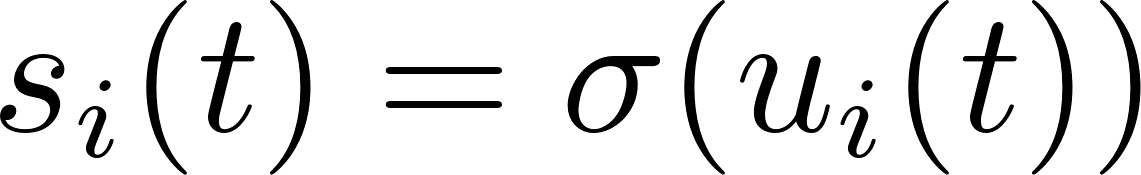 s_i(t) = σ(u_i(t))